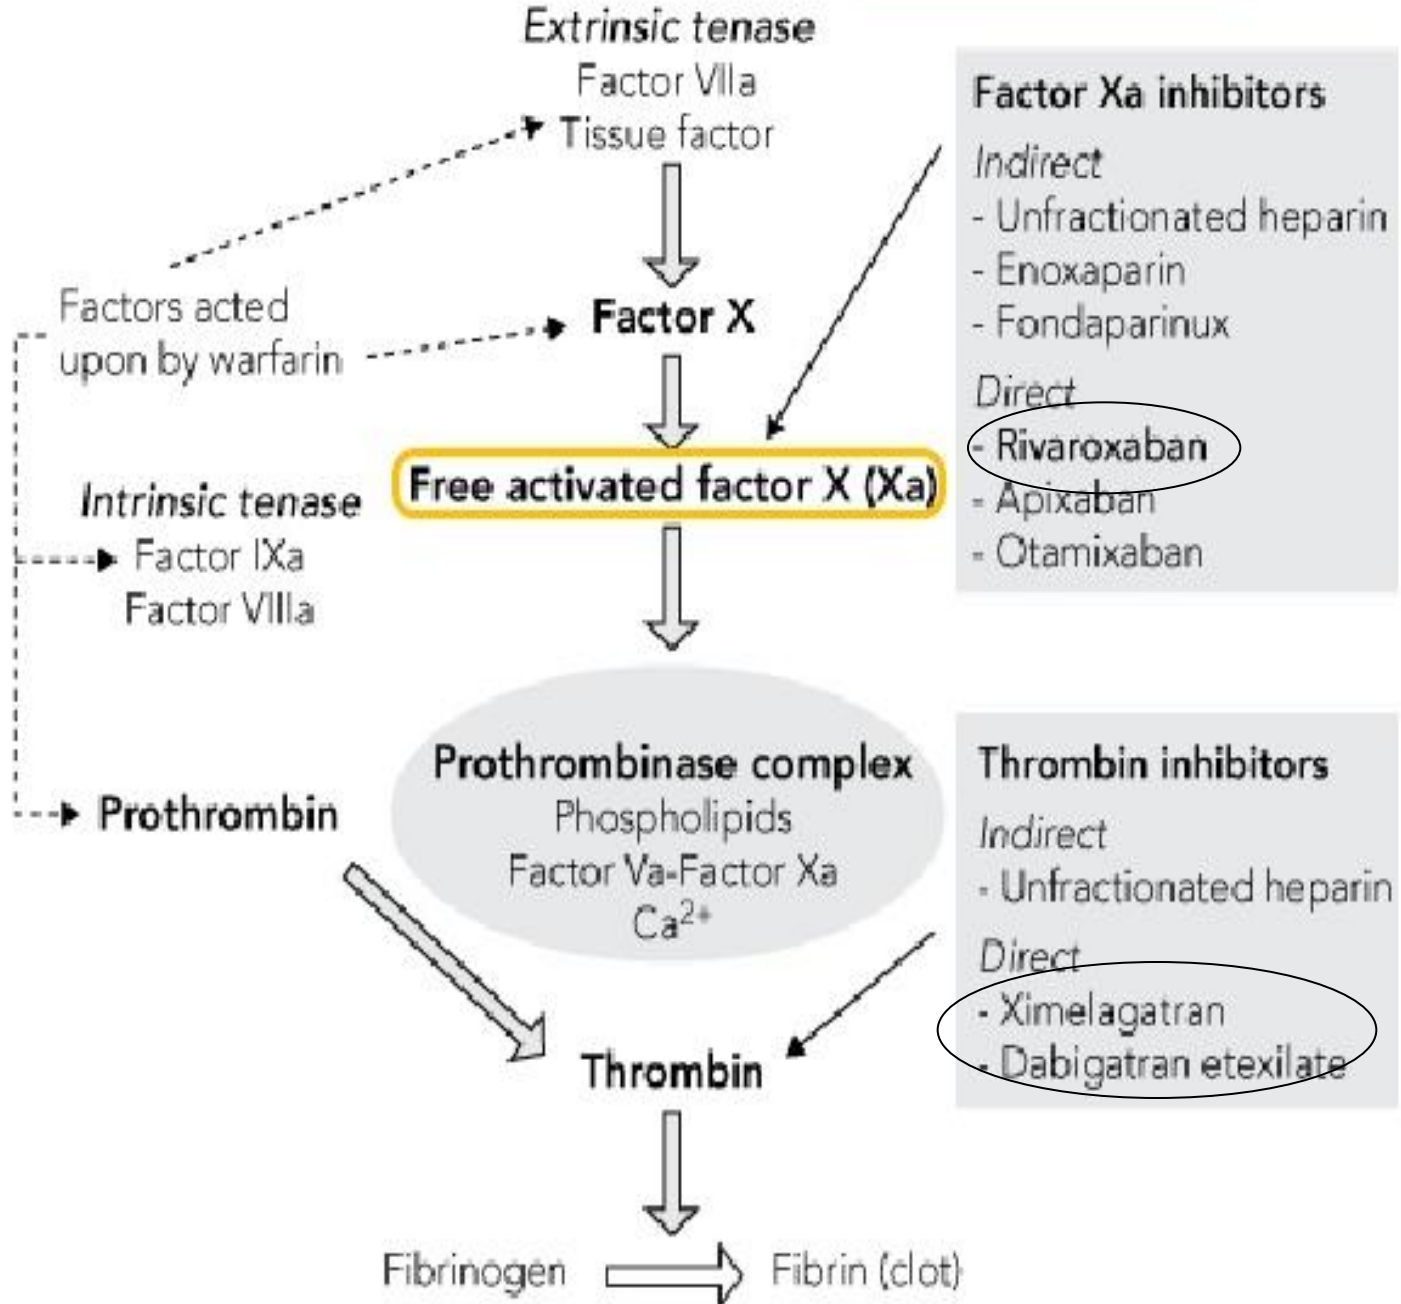 Extrinsic tenase
Factor VIIa
Tissue factor
Factors acted
upon by warfarin
Factor X
Free activated factor X (Xa)
Intrinsic tenase
Factor IXa
Factor VIIIa
Prothrombinase complex
Phospholipids
Factor Va-Factor Xa
Ca²⁺
Prothrombin
Thrombin
Fibrinogen
Fibrin (clot)
Factor Xa inhibitors
Indirect
- Unfractionated heparin
- Enoxaparin
- Fondaparinux
Direct
- Rivaroxaban
- Apixaban
- Otamixaban
Thrombin inhibitors
Indirect
- Unfractionated heparin
Direct
- Ximelagatran
- Dabigatran etexilate